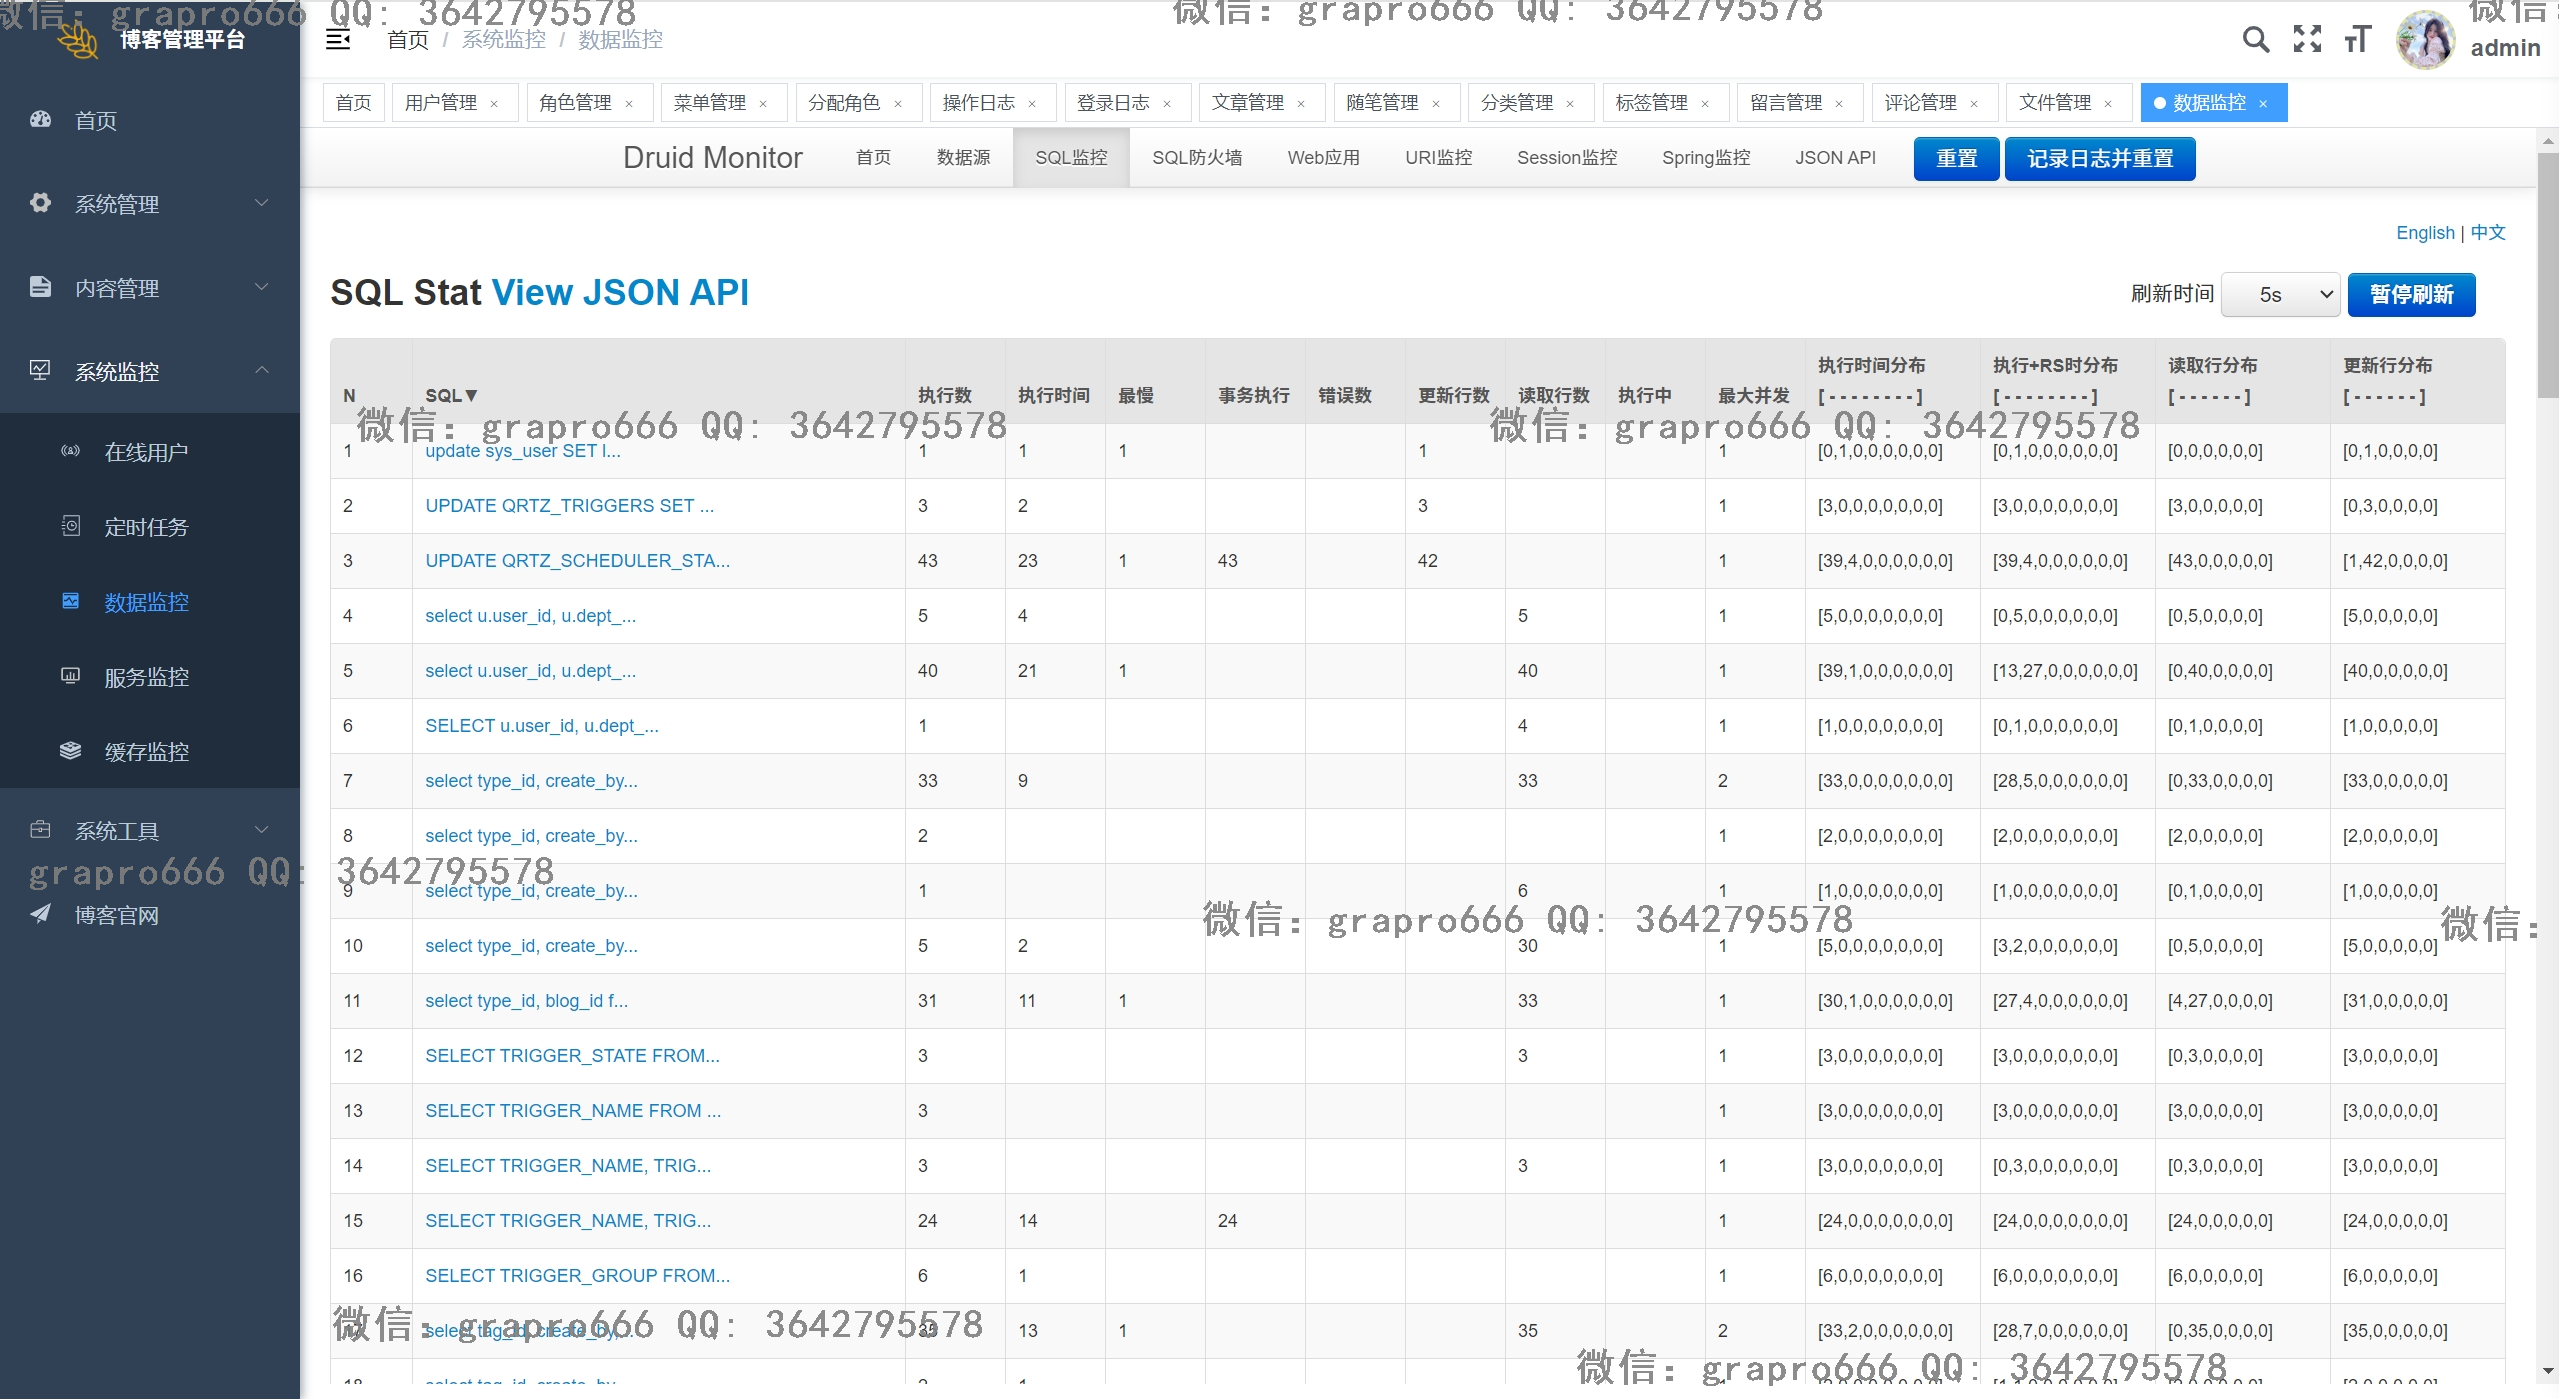 微信: grapro666 QQ: 3642795578
微信: grapro666 QQ: 3642795578
微信
博客管理平台
首页 / 系统监控 / 数据监控
admin
首页
系统管理
内容管理
系统监控
在线用户
定时任务
数据监控
服务监控
缓存监控
系统工具
grapro666 QQ: 3642795578
博客官网
首页 用户管理 × 角色管理 × 菜单管理 × 分配角色 × 操作日志 × 登录日志 × 文章管理 × 随笔管理 × 分类管理 × 标签管理 × 留言管理 × 评论管理 × 文件管理 × 数据监控 ×
Druid Monitor 首页 数据源 SQL监控 SQL防火墙 Web应用 URI监控 Session监控 Spring监控 JSON API 重置 记录日志并重置
English | 中文
SQL Stat View JSON API
刷新时间 5s 暂停刷新
N SQL▼ 执行数 执行时间 最慢 事务执行 错误数 更新行数 读取行数 执行中 最大并发 执行时间分布 [ - - - - - - - - ] 执行+RS时分布 [ - - - - - - - - ] 读取行分布 [ - - - - - - ] 更新行分布 [ - - - - - - ]
微信: grapro666 QQ: 3642795578
微信: grapro666 QQ: 3642795578
1 update sys_user SET l... 1 1 1 1 1 [0,1,0,0,0,0,0,0] [0,1,0,0,0,0,0,0] [0,0,0,0,0,0] [0,1,0,0,0,0]
2 UPDATE QRTZ_TRIGGERS SET ... 3 2 3 1 [3,0,0,0,0,0,0,0] [3,0,0,0,0,0,0,0] [3,0,0,0,0,0] [0,3,0,0,0,0]
3 UPDATE QRTZ_SCHEDULER_STA... 43 23 1 43 42 1 [39,4,0,0,0,0,0,0] [39,4,0,0,0,0,0,0] [43,0,0,0,0,0] [1,42,0,0,0,0]
4 select u.user_id, u.dept_... 5 4 5 1 [5,0,0,0,0,0,0,0] [0,5,0,0,0,0,0,0] [0,5,0,0,0,0] [5,0,0,0,0,0]
5 select u.user_id, u.dept_... 40 21 1 40 1 [39,1,0,0,0,0,0,0] [13,27,0,0,0,0,0,0] [0,40,0,0,0,0] [40,0,0,0,0,0]
6 SELECT u.user_id, u.dept_... 1 4 1 [1,0,0,0,0,0,0,0] [0,1,0,0,0,0,0,0] [0,1,0,0,0,0] [1,0,0,0,0,0]
7 select type_id, create_by... 33 9 33 2 [33,0,0,0,0,0,0,0] [28,5,0,0,0,0,0,0] [0,33,0,0,0,0] [33,0,0,0,0,0]
8 select type_id, create_by... 2 1 [2,0,0,0,0,0,0,0] [2,0,0,0,0,0,0,0] [2,0,0,0,0,0] [2,0,0,0,0,0]
9 select type_id, create_by... 1 6 1 [1,0,0,0,0,0,0,0] [1,0,0,0,0,0,0,0] [0,1,0,0,0,0] [1,0,0,0,0,0]
微信: grapro666 QQ: 3642795578
微信:
10 select type_id, create_by... 5 2 30 1 [5,0,0,0,0,0,0,0] [3,2,0,0,0,0,0,0] [0,5,0,0,0,0] [5,0,0,0,0,0]
11 select type_id, blog_id f... 31 11 1 33 1 [30,1,0,0,0,0,0,0] [27,4,0,0,0,0,0,0] [4,27,0,0,0,0] [31,0,0,0,0,0]
12 SELECT TRIGGER_STATE FROM... 3 3 1 [3,0,0,0,0,0,0,0] [3,0,0,0,0,0,0,0] [0,3,0,0,0,0] [3,0,0,0,0,0]
13 SELECT TRIGGER_NAME FROM ... 3 1 [3,0,0,0,0,0,0,0] [3,0,0,0,0,0,0,0] [3,0,0,0,0,0] [3,0,0,0,0,0]
14 SELECT TRIGGER_NAME, TRIG... 3 3 1 [3,0,0,0,0,0,0,0] [0,3,0,0,0,0,0,0] [0,3,0,0,0,0] [3,0,0,0,0,0]
15 SELECT TRIGGER_NAME, TRIG... 24 14 24 1 [24,0,0,0,0,0,0,0] [24,0,0,0,0,0,0,0] [24,0,0,0,0,0] [24,0,0,0,0,0]
16 SELECT TRIGGER_GROUP FROM... 6 1 1 [6,0,0,0,0,0,0,0] [6,0,0,0,0,0,0,0] [6,0,0,0,0,0] [6,0,0,0,0,0]
微信: grapro666 QQ: 3642795578
17 select tag_id, create_by,... 35 13 1 35 2 [33,2,0,0,0,0,0,0] [28,7,0,0,0,0,0,0] [0,35,0,0,0,0] [35,0,0,0,0,0]
微信: grapro666 QQ: 3642795578